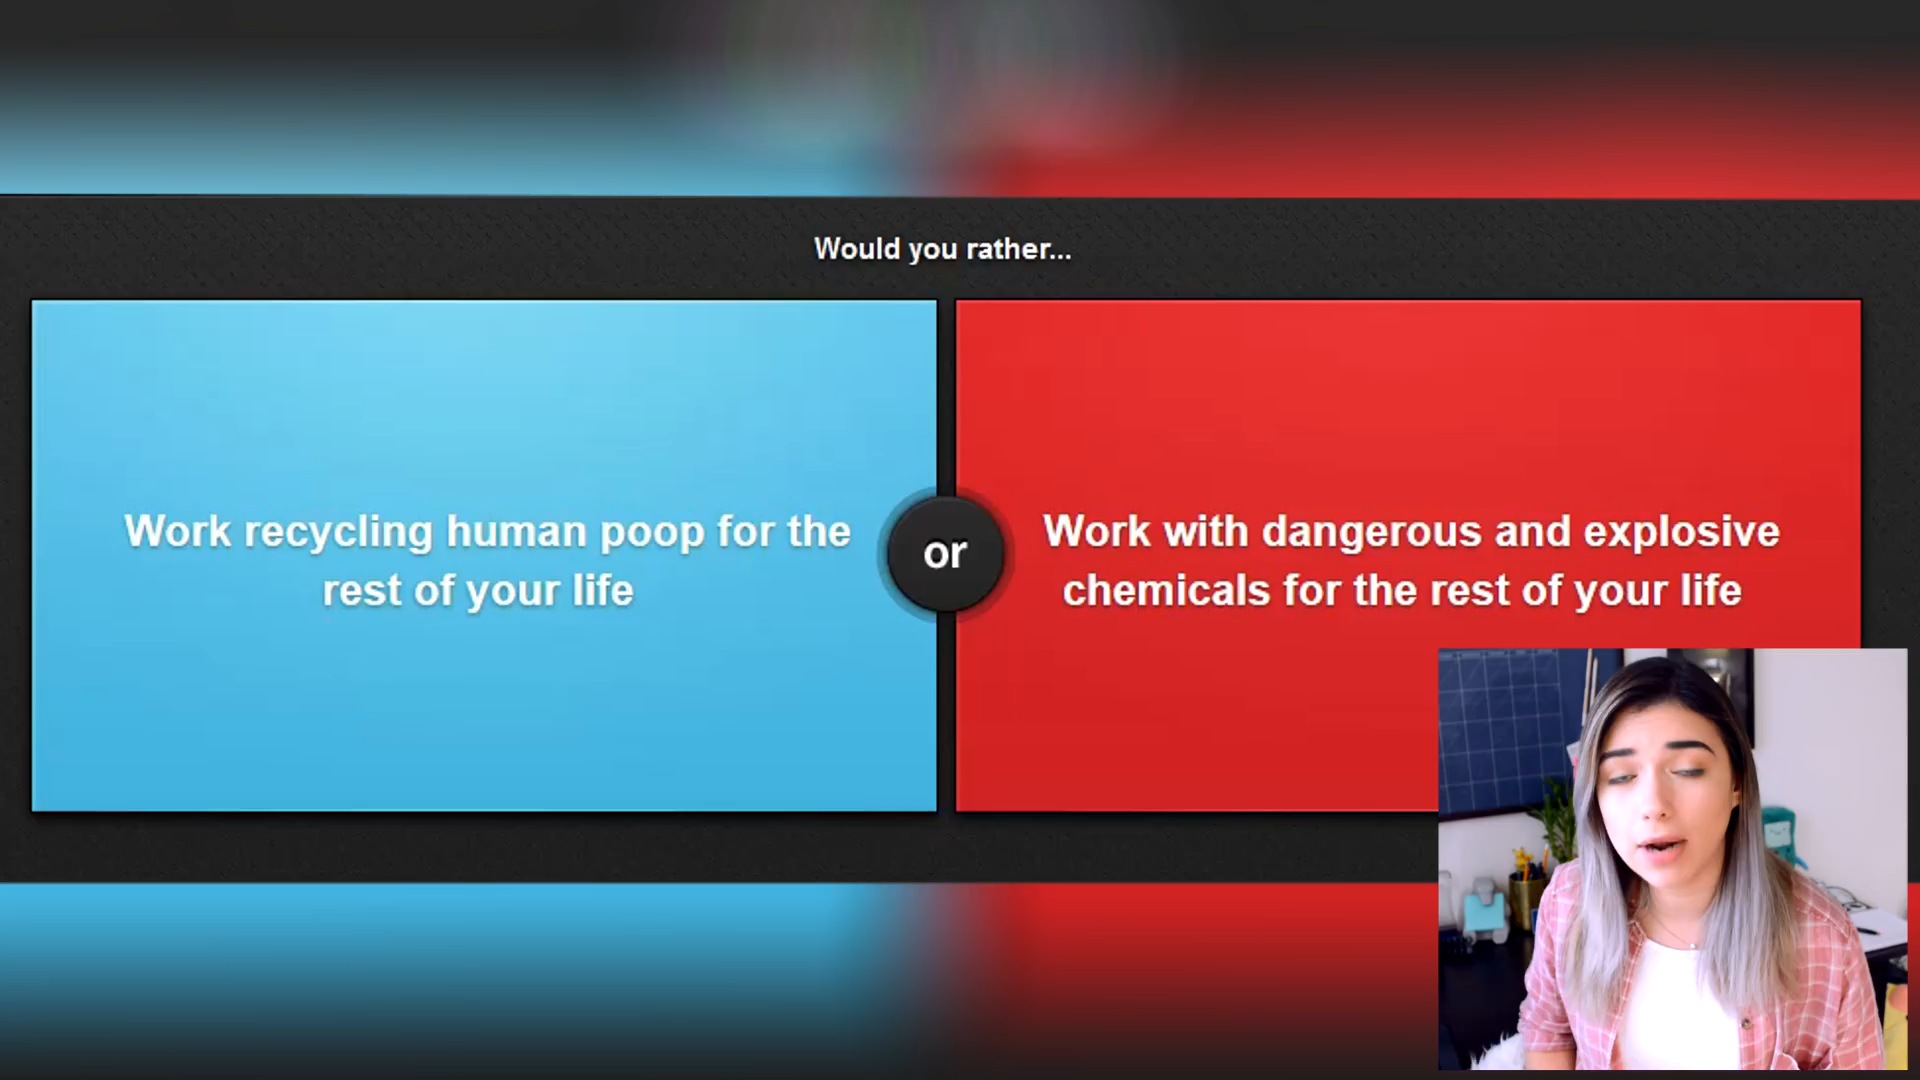 Would you rather...
Work recycling human poop for the
rest of your life
or
Work with dangerous and explosive
chemicals for the rest of your life